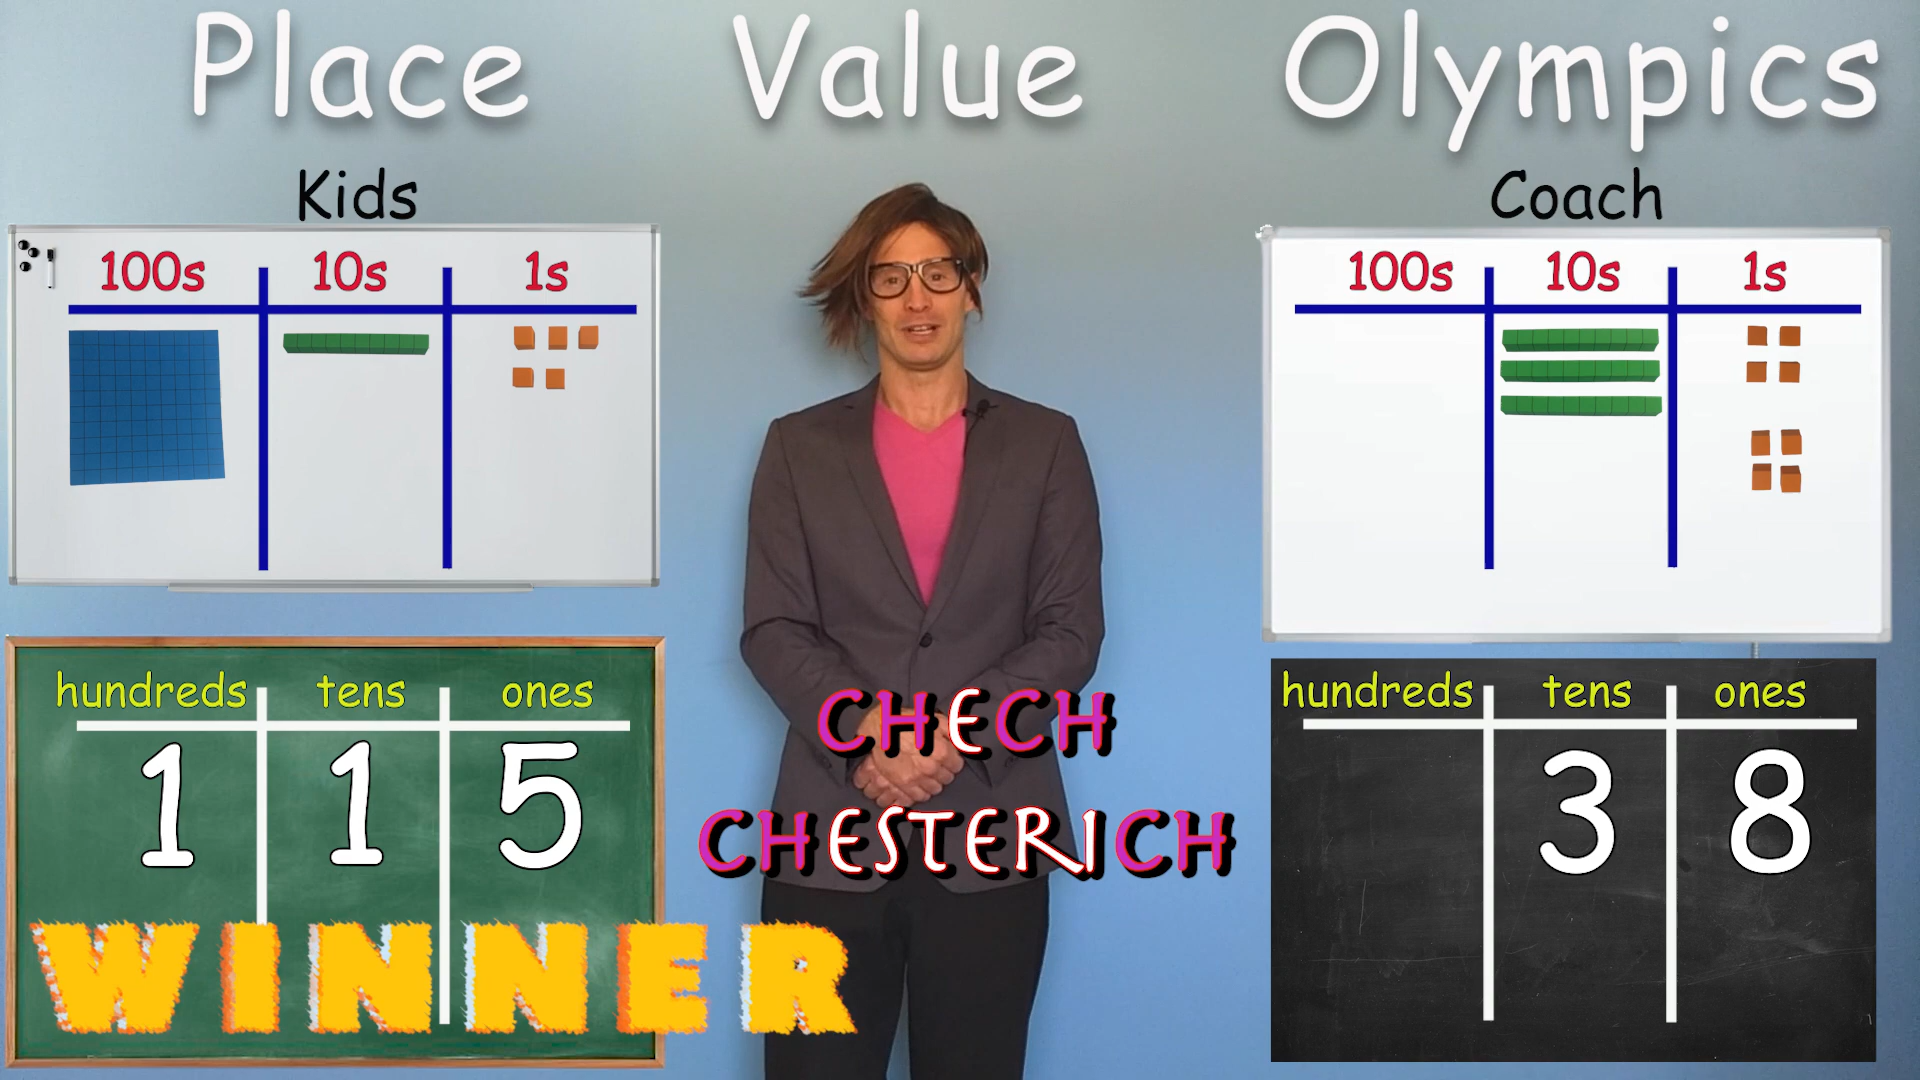 Place Value Olympics
Kids
Coach
100s 10s 1s
100s 10s 1s
hundreds tens ones
1 1 5
hundreds tens ones
3 8
CHECH
CHESTERICH
WINNER